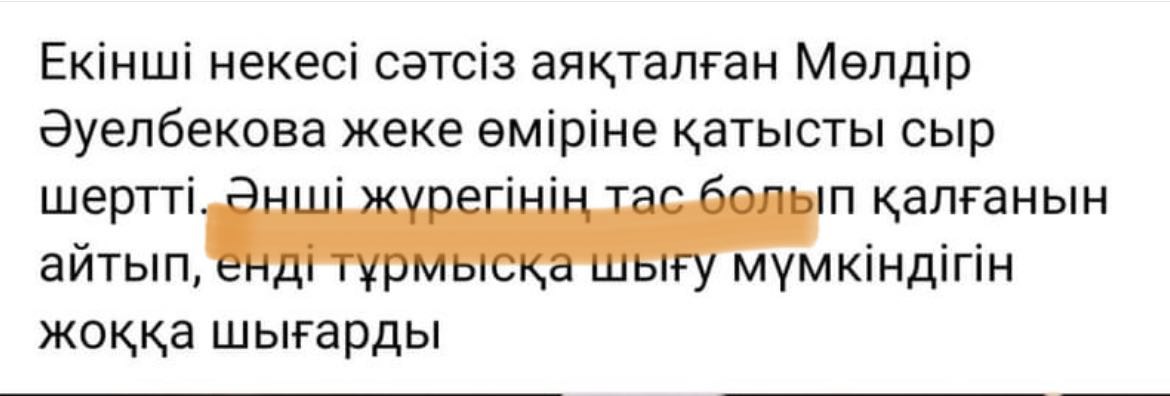 Екінші некесі сәтсіз аяқталған Мөлдір
Әуелбекова жеке өміріне қатысты сыр
шертті. Әнші жүрегінің тас болып қалғанын
айтып, енді тұрмысқа шығу мүмкіндігін
жоққа шығарды